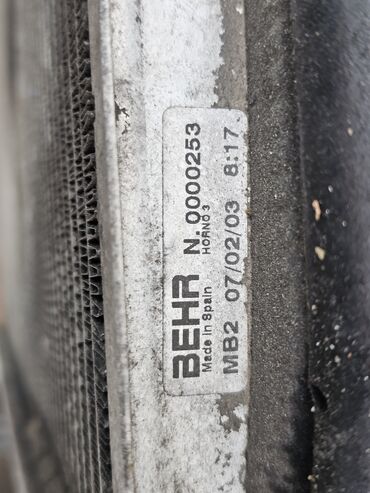 BEHR N. 0000253
Made in Spain HORNO 3
MB2 07/02/03 8:17